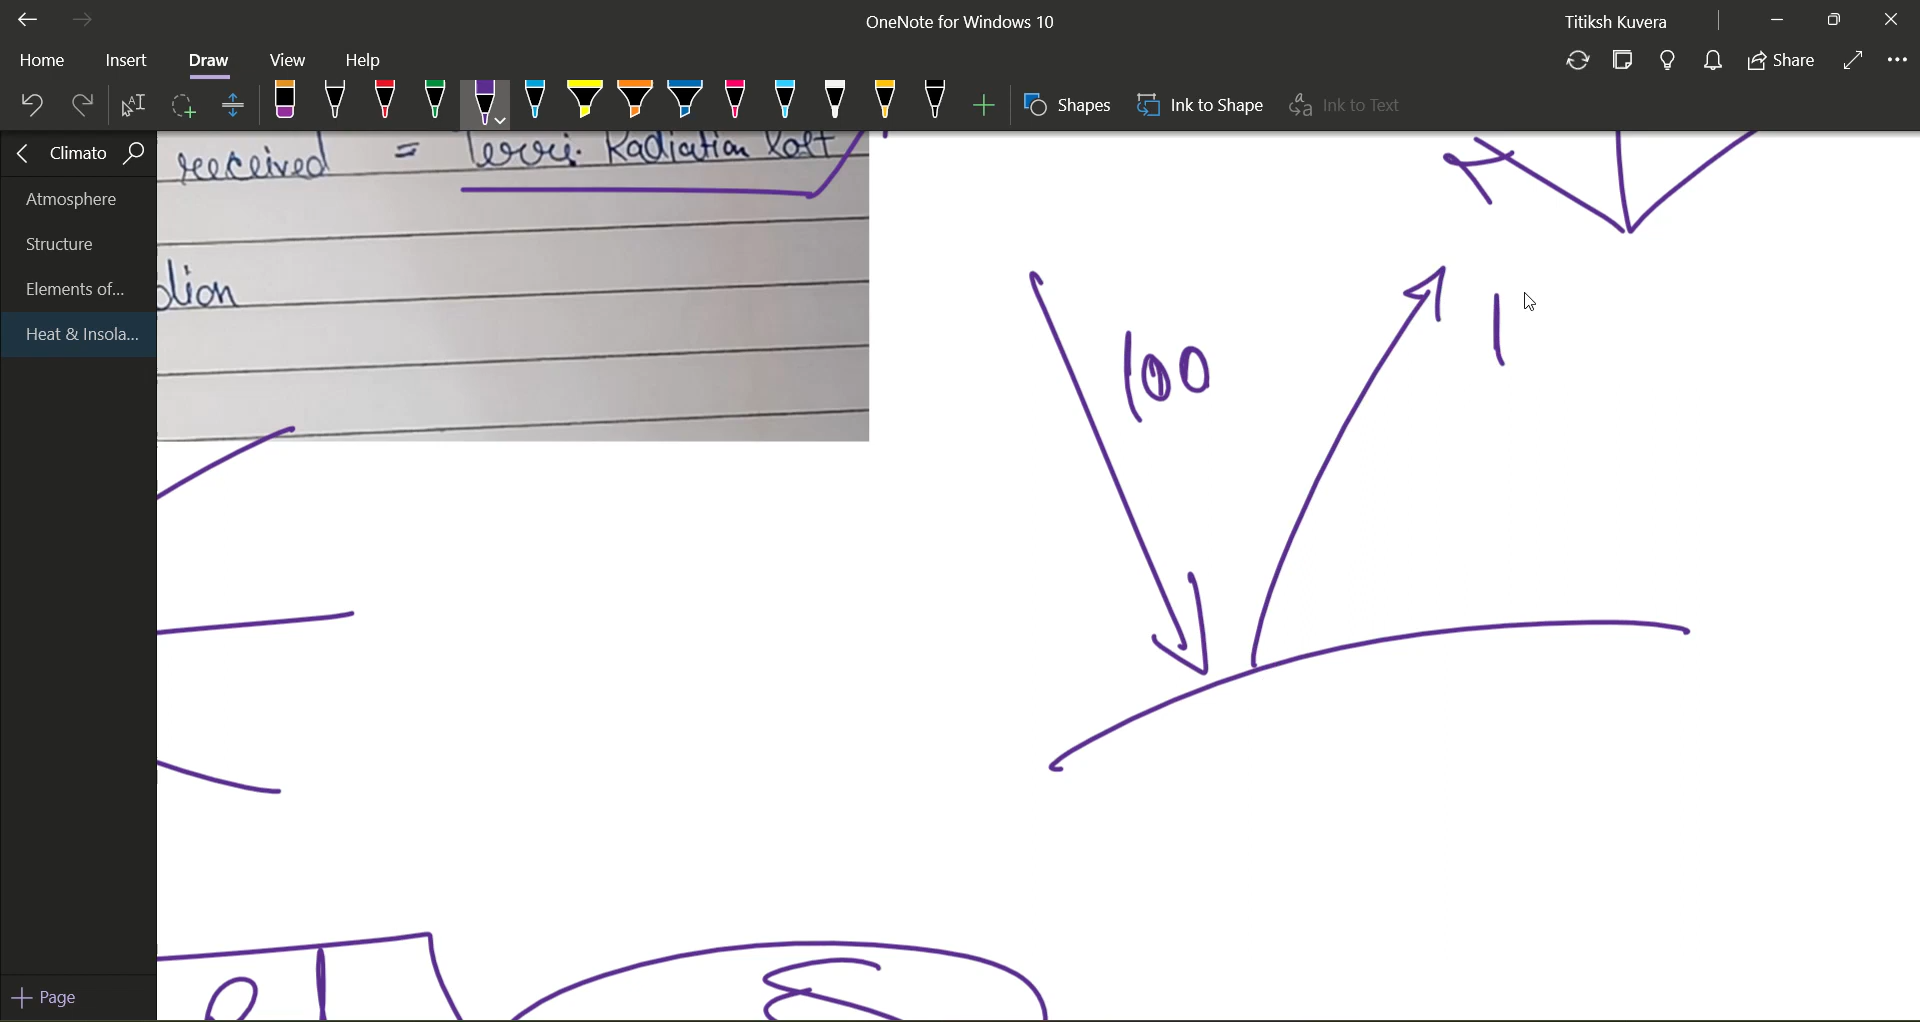 OneNote for Windows 10
Titiksh Kuvera
Home Insert Draw View Help
Share
Shapes Ink to Shape Ink to Text
Climato
Atmosphere
Structure
Elements of...
Heat & Insola...
Page
received = Terri. Radiation lost
100
1